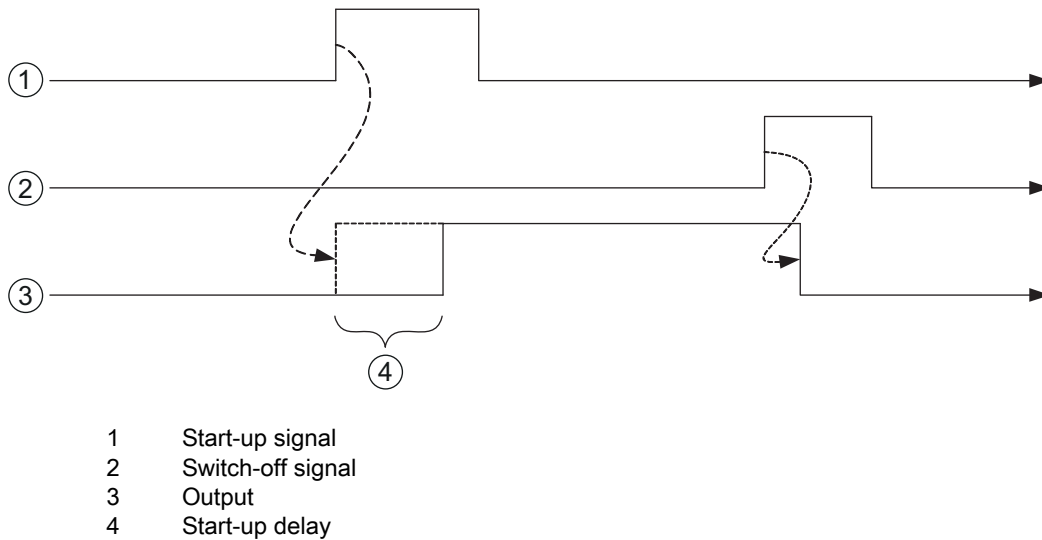 1
2
3
4
1 Start-up signal
2 Switch-off signal
3 Output
4 Start-up delay